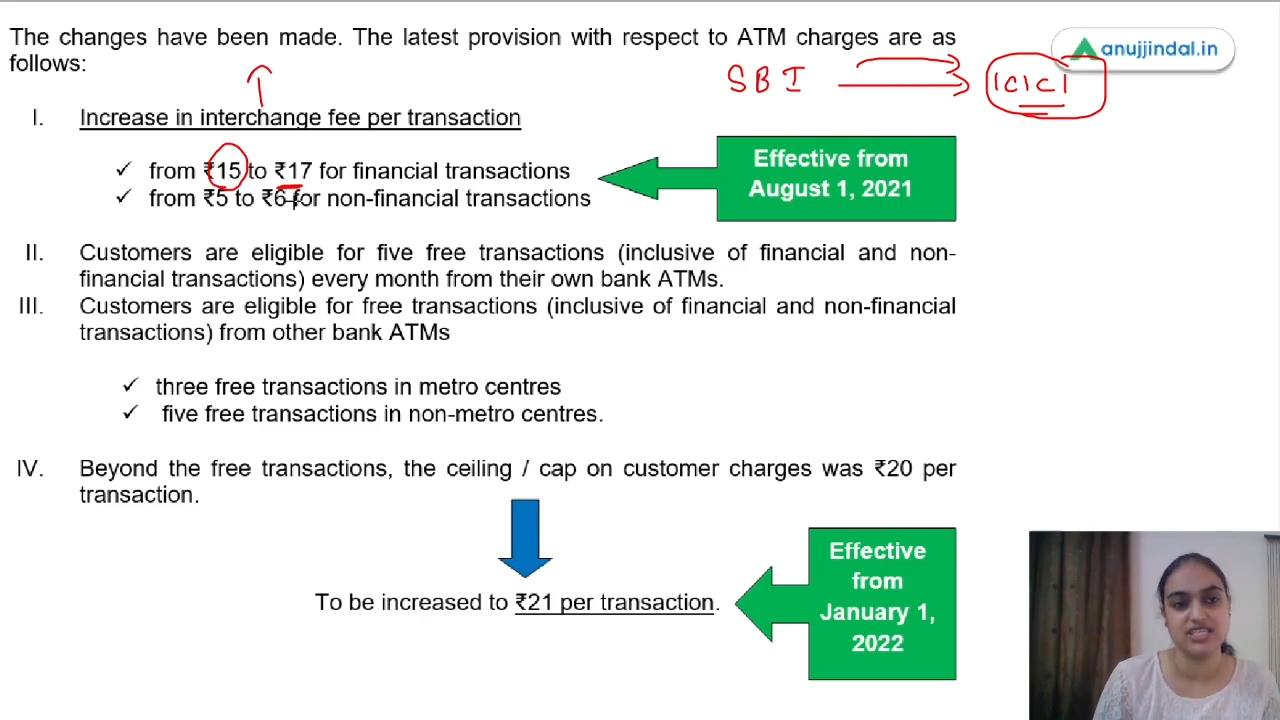 The changes have been made. The latest provision with respect to ATM charges are as
follows:
anujjindal.in
SBI
ICICI
I. Increase in interchange fee per transaction
✓ from ₹15 to ₹17 for financial transactions
✓ from ₹5 to ₹6 for non-financial transactions
Effective from
August 1, 2021
II. Customers are eligible for five free transactions (inclusive of financial and non-
financial transactions) every month from their own bank ATMs.
III. Customers are eligible for free transactions (inclusive of financial and non-financial
transactions) from other bank ATMs
✓ three free transactions in metro centres
✓ five free transactions in non-metro centres.
IV. Beyond the free transactions, the ceiling / cap on customer charges was ₹20 per
transaction.
To be increased to ₹21 per transaction.
Effective
from
January 1,
2022